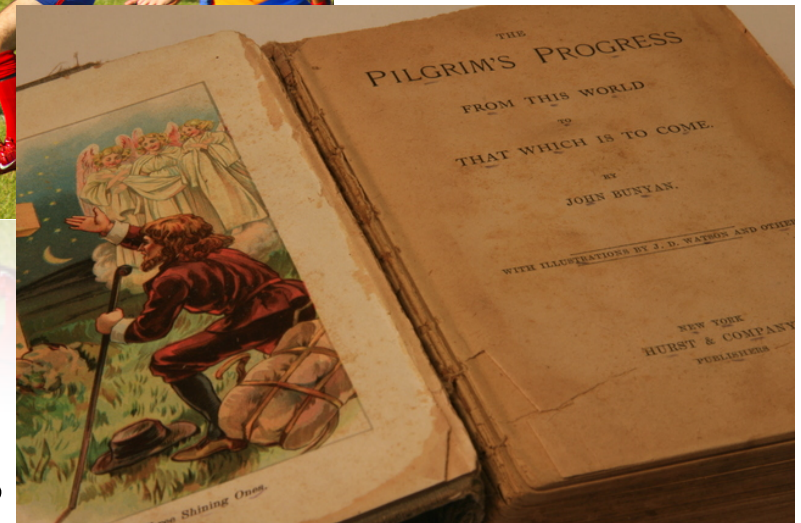 Shining Ones.
THE
PILGRIM'S PROGRESS
FROM THIS WORLD
TO
THAT WHICH IS TO COME.
BY
JOHN BUNYAN.
WITH ILLUSTRATIONS BY J. D. WATSON AND OTHER
NEW YORK
HURST & COMPANY
PUBLISHERS